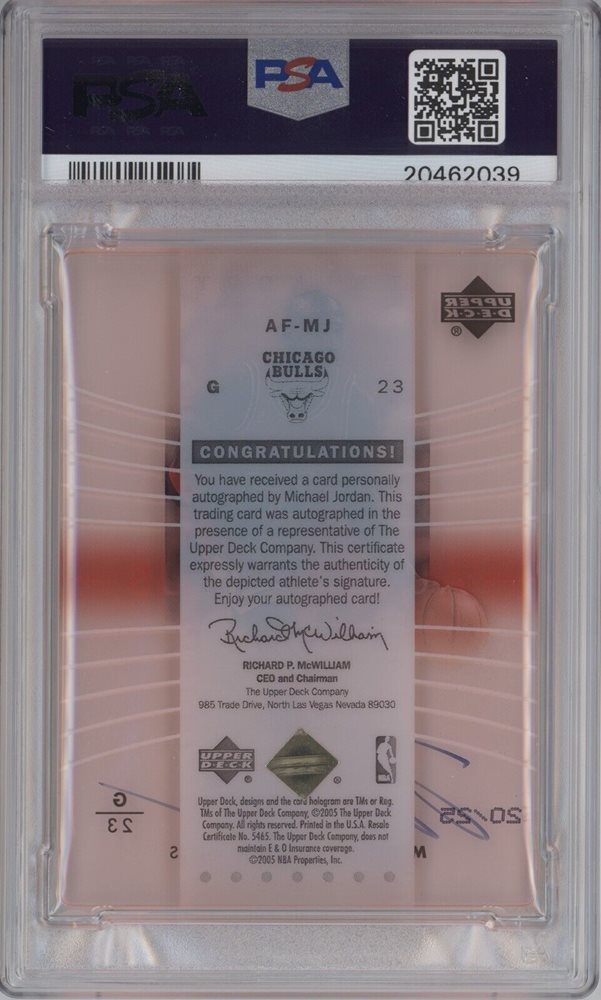 PSA
PSA
20462039
AF-MJ
UPPER
D·E·C·K
®
CHICAGO
BULLS
G
23
CONGRATULATIONS!
You have received a card personally
autographed by Michael Jordan. This
trading card was autographed in the
presence of a representative of The
Upper Deck Company. This certificate
expressly warrants the authenticity of
the depicted athlete's signature.
Enjoy your autographed card!
Richard P. McWilliam
RICHARD P. McWILLIAM
CEO and Chairman
The Upper Deck Company
985 Trade Drive, North Las Vegas Nevada 89030
UPPER
D·E·C·K
®
®
NBA
®
Upper Deck, designs and the card hologram are TMs or Reg.
TMs of The Upper Deck Company, ©2005 The Upper Deck
Company. All rights reserved. Printed in the U.S.A. Resale
Certificate No. 5465. The Upper Deck Company, does not
maintain E & O Insurance coverage.
©2005 NBA Properties, Inc.
G
23
20-25
S
M